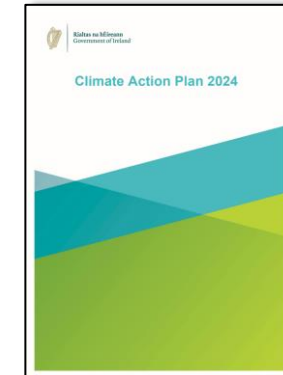 Rialtas na hÉireann
Government of Ireland
Climate Action Plan 2024